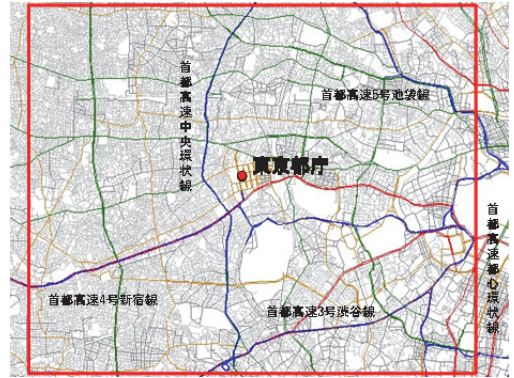 首都高速中央環状線
首都高速5号池袋線
東京都庁
首都高速都心環状線
首都高速4号新宿線
首都高速3号渋谷線